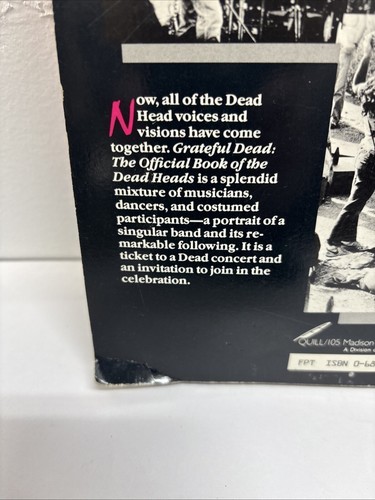 Now, all of the Dead
Head voices and
visions have come
together. Grateful Dead:
The Official Book of the
Dead Heads is a splendid
mixture of musicians,
dancers, and costumed
participants—a portrait of a
singular band and its re-
markable following. It is a
ticket to a Dead concert and
an invitation to join in the
celebration.
QUILL/105 Madison
A Division
FPT ISBN 0-68